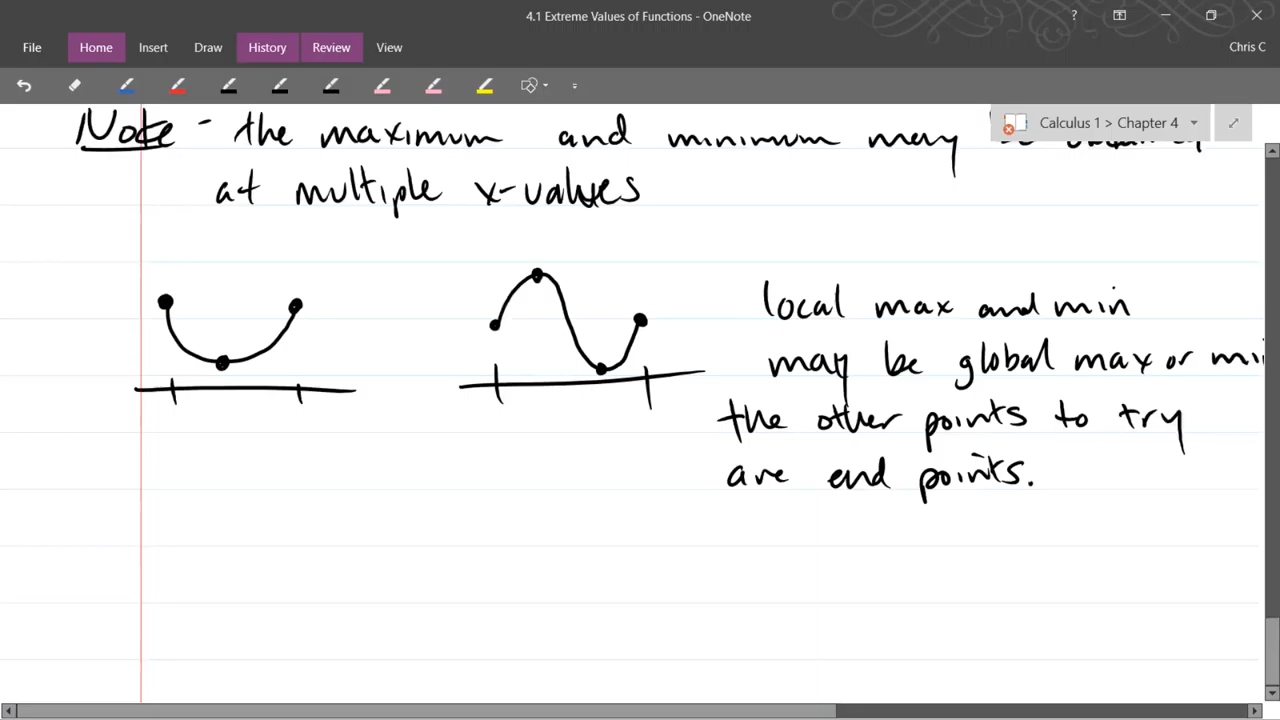 4.1 Extreme Values of Functions - OneNote
?
File Home Insert Draw History Review View
Chris C
Calculus 1 > Chapter 4
Note - the maximum and minimum may
at multiple x-values
local max and min
may be global max or mi
the other points to try
are end points.